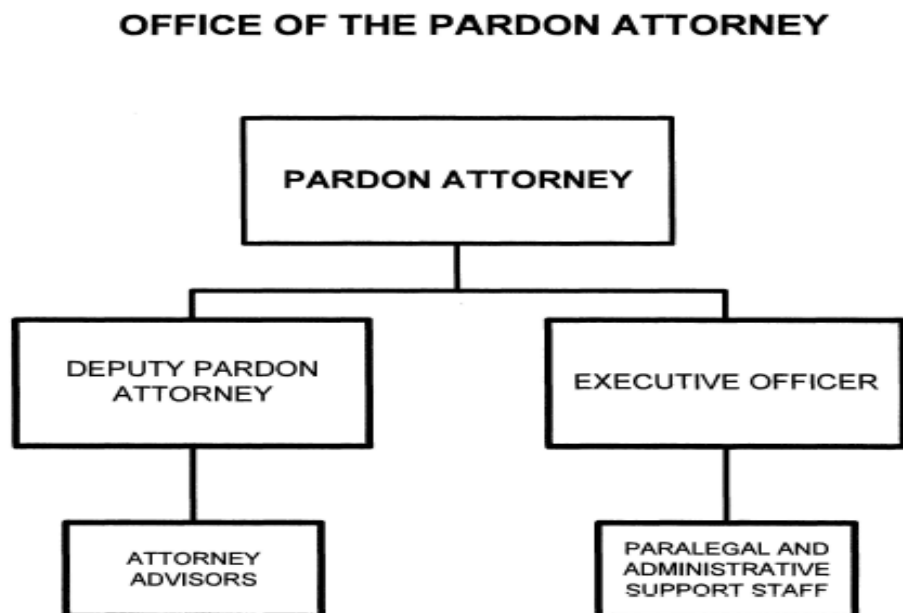 OFFICE OF THE PARDON ATTORNEY
PARDON ATTORNEY
DEPUTY PARDON
ATTORNEY
EXECUTIVE OFFICER
ATTORNEY
ADVISORS
PARALEGAL AND
ADMINISTRATIVE
SUPPORT STAFF